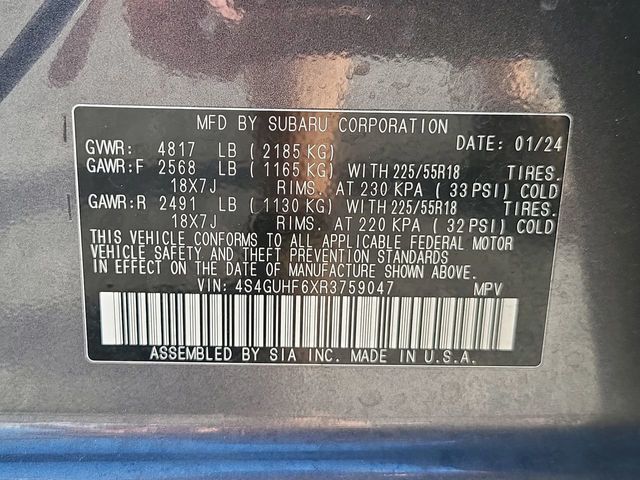 MFD BY SUBARU CORPORATION
GVWR: 4817 LB ( 2185 KG) DATE: 01/24
GAWR:F 2568 LB ( 1165 KG) WITH 225/55R18 TIRES.
18X7J RIMS. AT 230 KPA ( 33 PSI) COLD
GAWR:R 2491 LB ( 1130 KG) WITH 225/55R18 TIRES.
18X7J RIMS. AT 220 KPA ( 32 PSI) COLD
THIS VEHICLE CONFORMS TO ALL APPLICABLE FEDERAL MOTOR
VEHICLE SAFETY AND THEFT PREVENTION STANDARDS
IN EFFECT ON THE DATE OF MANUFACTURE SHOWN ABOVE.
VIN: 4S4GUHF6XR3759047 MPV
ASSEMBLED BY SIA INC. MADE IN U.S.A.